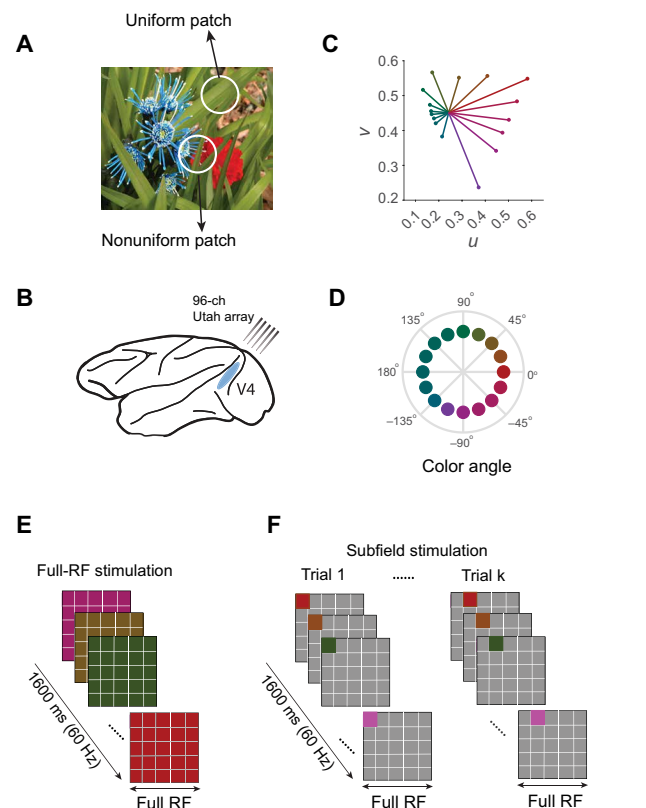 Uniform patch
A
Nonuniform patch
B
96-ch
Utah array
V4
C
0.6
0.5
0.4
0.3
0.2
v
0.1
0.2
0.3
0.4
0.5
0.6
u
D
90°
135°
45°
180°
0°
–135°
–45°
–90°
Color angle
E
Full-RF stimulation
1600 ms (60 Hz)
Full RF
F
Subfield stimulation
Trial 1 ...... Trial k
1600 ms (60 Hz)
Full RF
Full RF